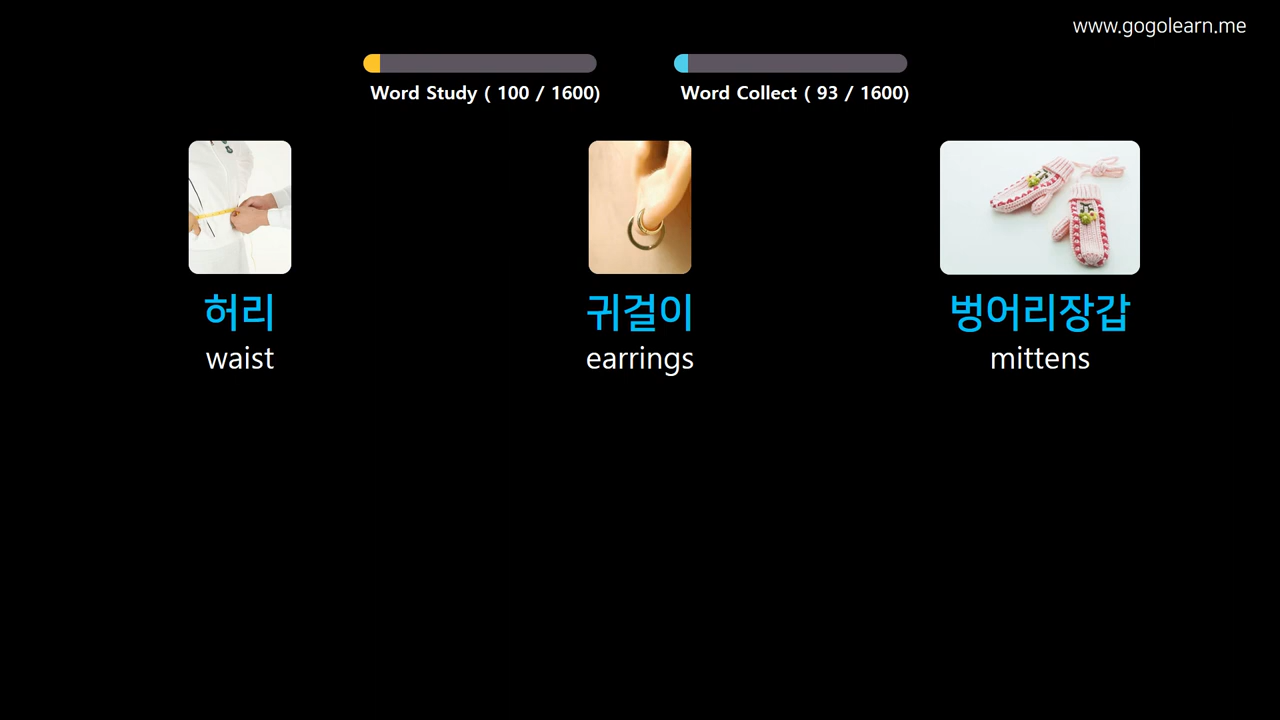 www.gogolearn.me
Word Study ( 100 / 1600)
Word Collect ( 93 / 1600)
허리
waist
귀걸이
earrings
벙어리장갑
mittens